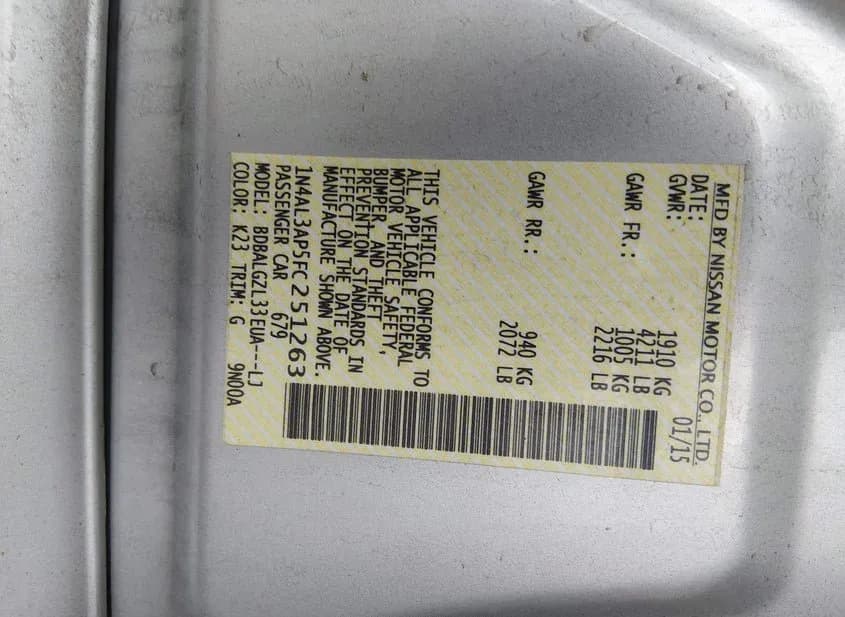 MFD BY NISSAN MOTOR CO., LTD.
DATE: 01/15
GVWR: 1910 KG
4211 LB
GAWR FR.: 1005 KG
2216 LB
GAWR RR.: 940 KG
2072 LB
THIS VEHICLE CONFORMS TO
ALL APPLICABLE FEDERAL
MOTOR VEHICLE SAFETY,
BUMPER, AND THEFT
PREVENTION STANDARDS IN
EFFECT ON THE DATE OF
MANUFACTURE SHOWN ABOVE.
1N4AL3AP5FC251263
PASSENGER CAR 679
MODEL: BDBALGZL33EUA---LJ
COLOR: K23 TRIM: G 9N00A